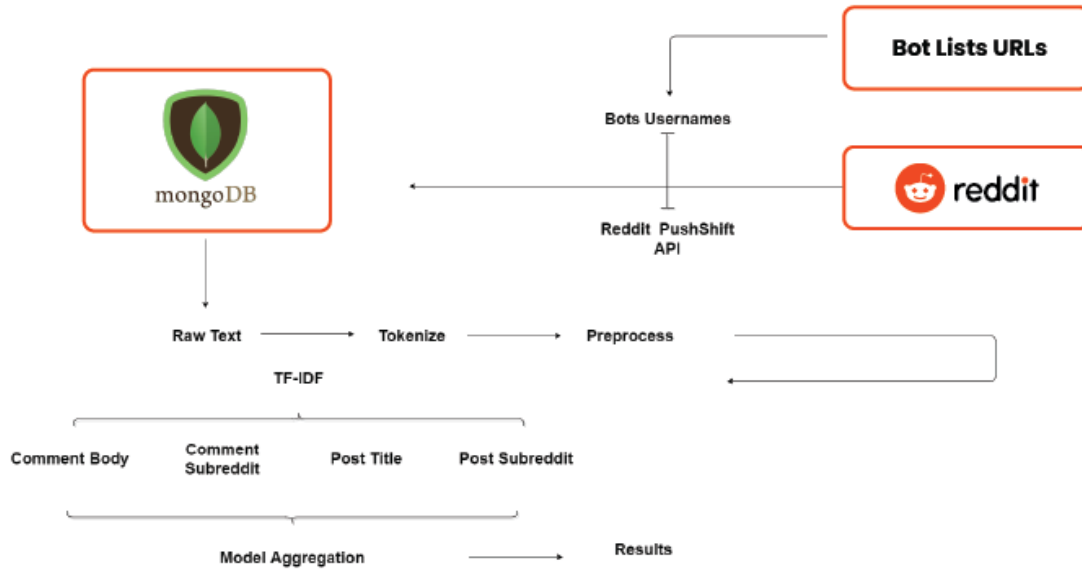 Bot Lists URLs
mongoDB
Bots Usernames
reddit
Reddit PushShift
API
Raw Text
Tokenize
Preprocess
TF-IDF
Comment Body
Comment
Subreddit
Post Title
Post Subreddit
Model Aggregation
Results